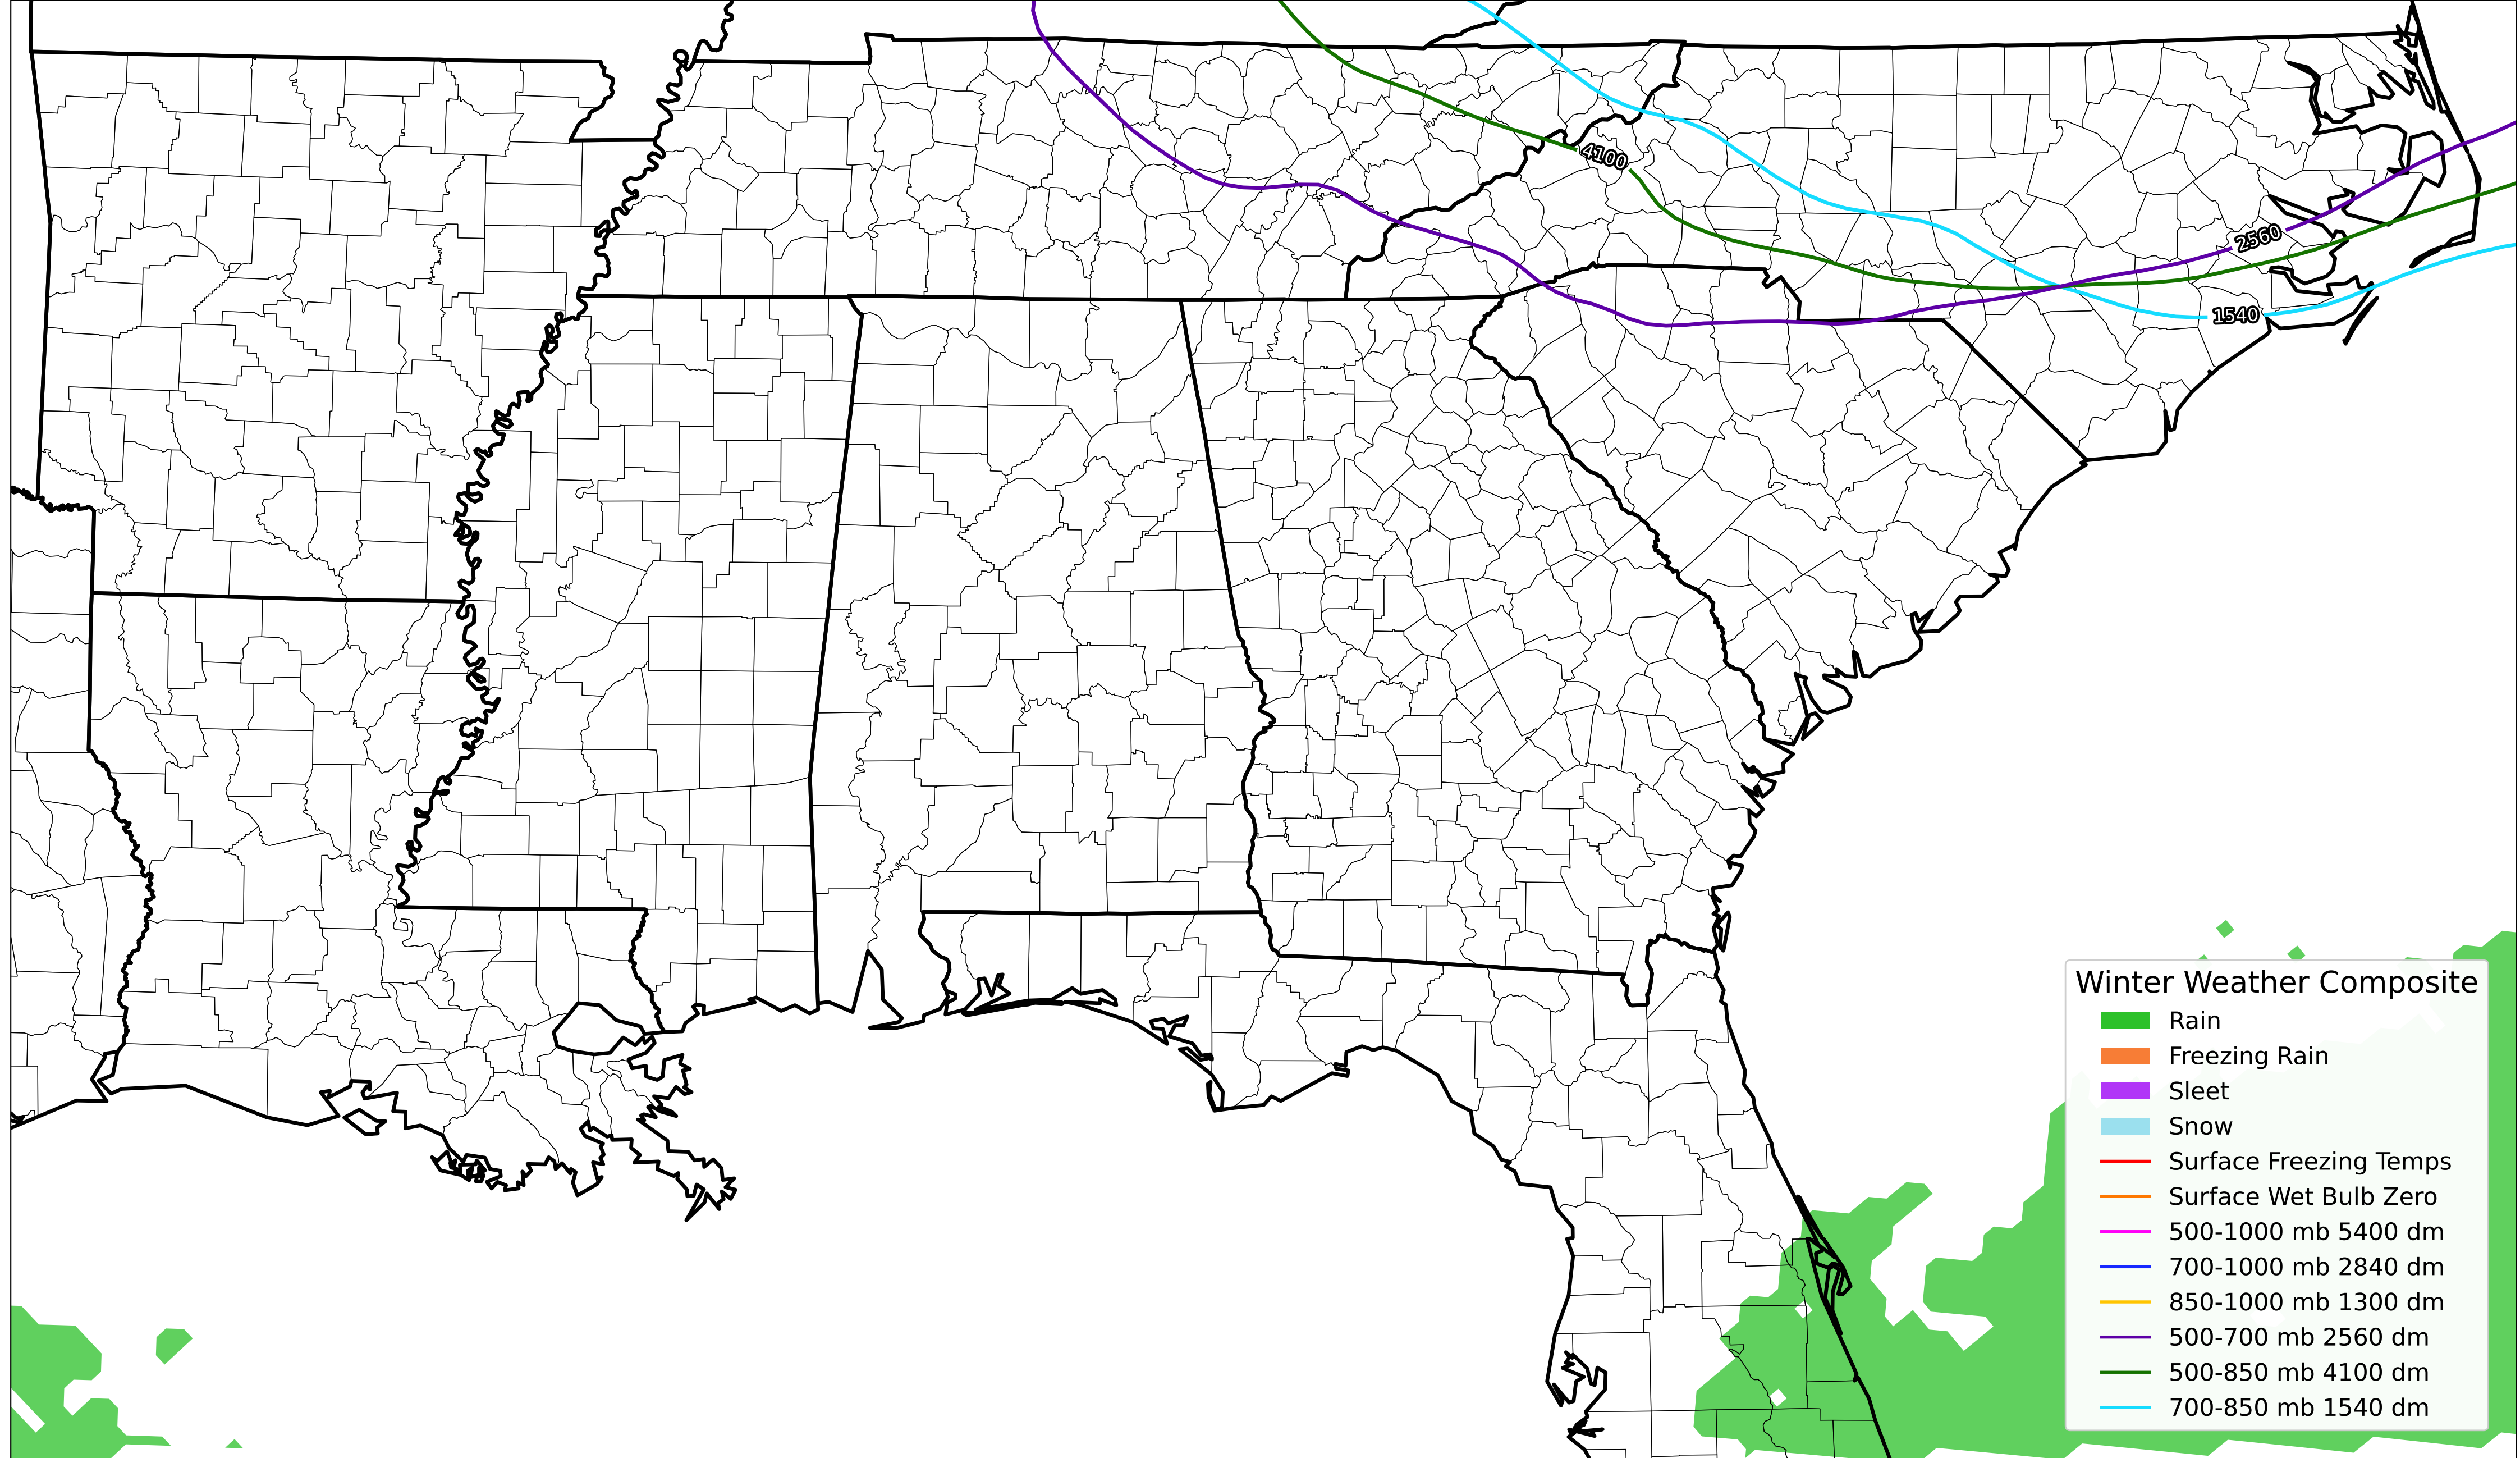 4100
2560
1540
Winter Weather Composite
Rain
Freezing Rain
Sleet
Snow
Surface Freezing Temps
Surface Wet Bulb Zero
500-1000 mb 5400 dm
700-1000 mb 2840 dm
850-1000 mb 1300 dm
500-700 mb 2560 dm
500-850 mb 4100 dm
700-850 mb 1540 dm